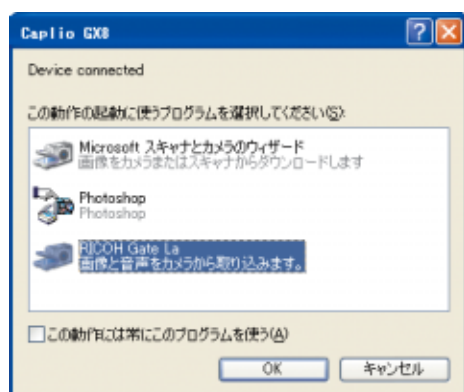 Caplio GX8
Device connected
この動作の起動に使うプログラムを選択してください(S):
Microsoft スキャナとカメラのウィザード
画像をカメラまたはスキャナからダウンロードします
Photoshop
Photoshop
RICOH Gate La
画像と音声をカメラから取り込みます。
この動作には常にこのプログラムを使う(A)
OK
キャンセル